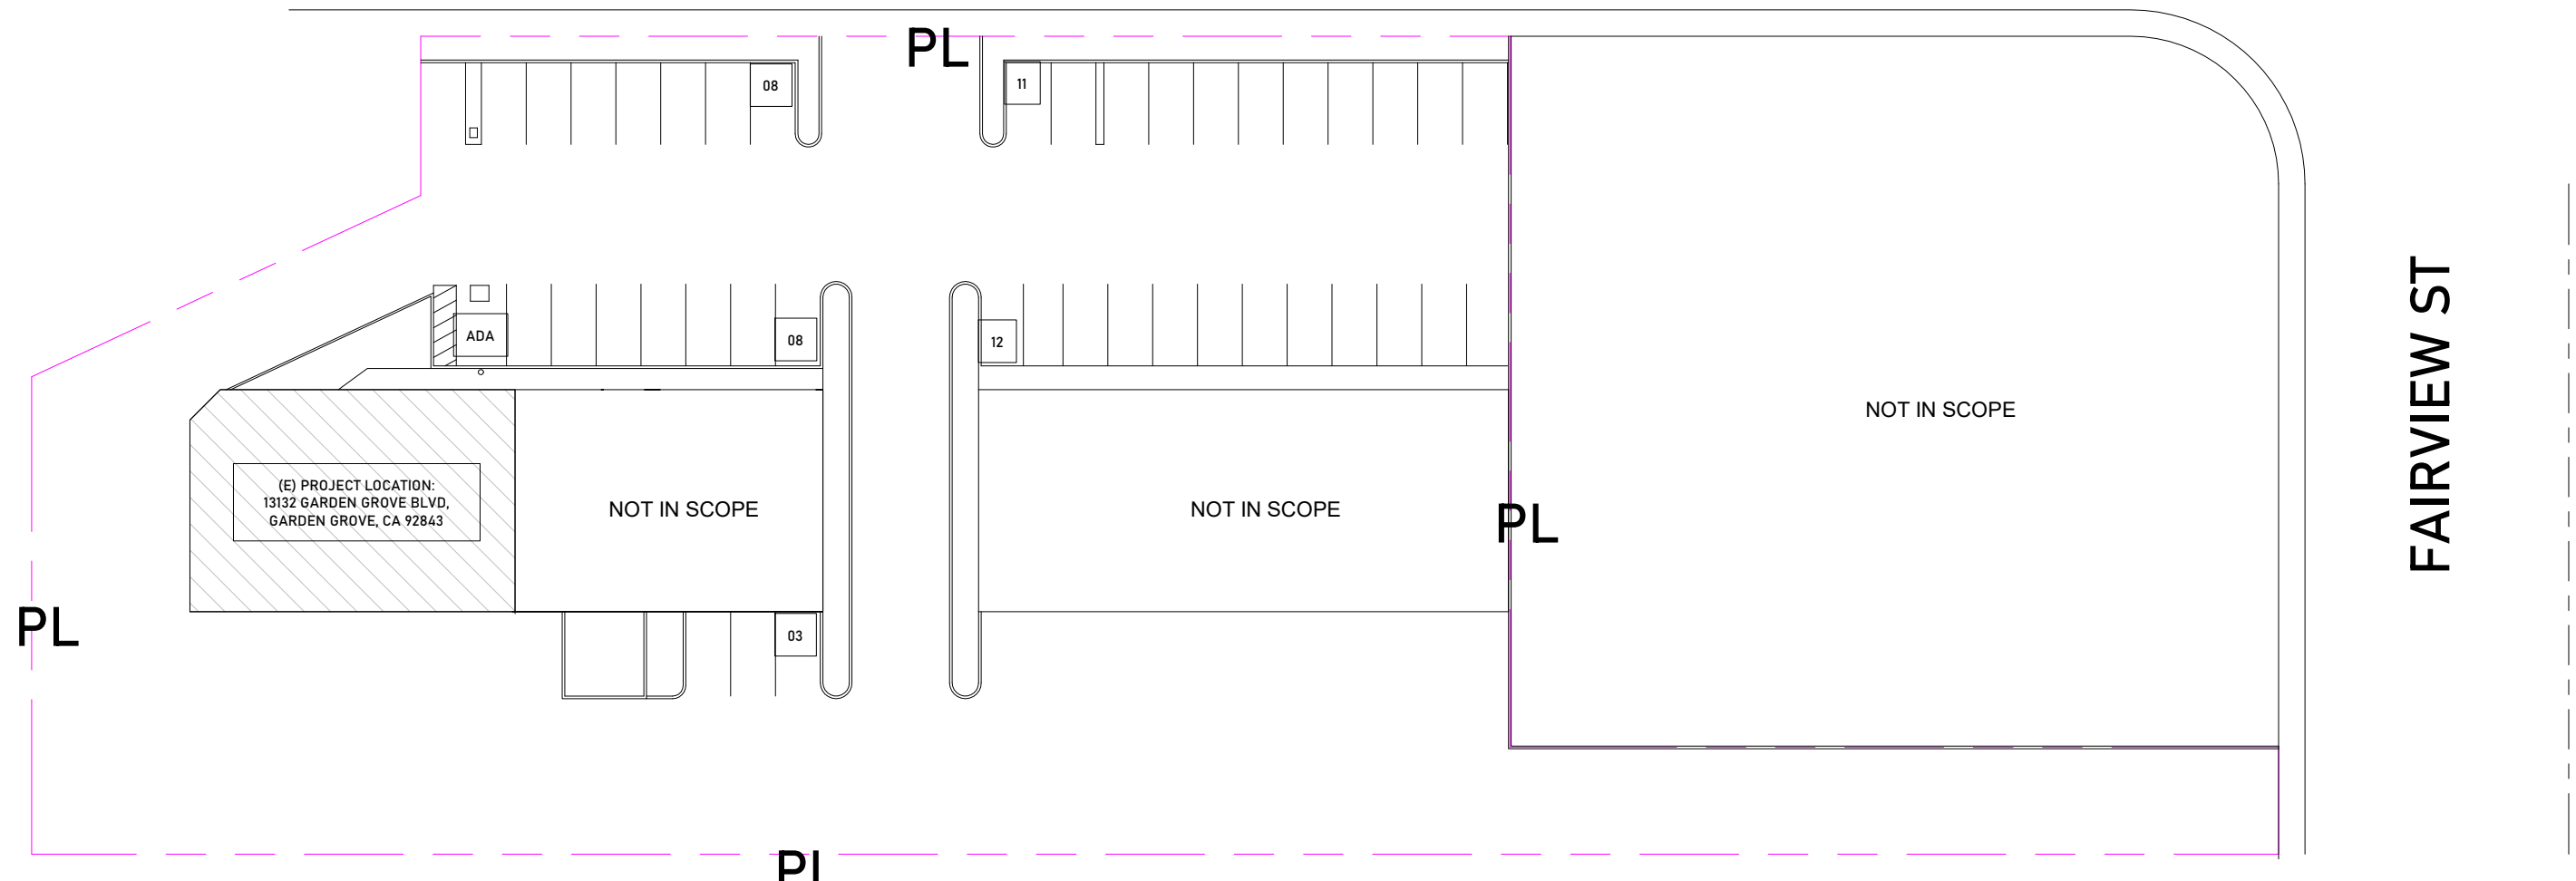 PL
08
11
ADA
08
12
NOT IN SCOPE
FAIRVIEW ST
(E) PROJECT LOCATION:
13132 GARDEN GROVE BLVD,
GARDEN GROVE, CA 92843
NOT IN SCOPE
NOT IN SCOPE
PL
PL
03
PL